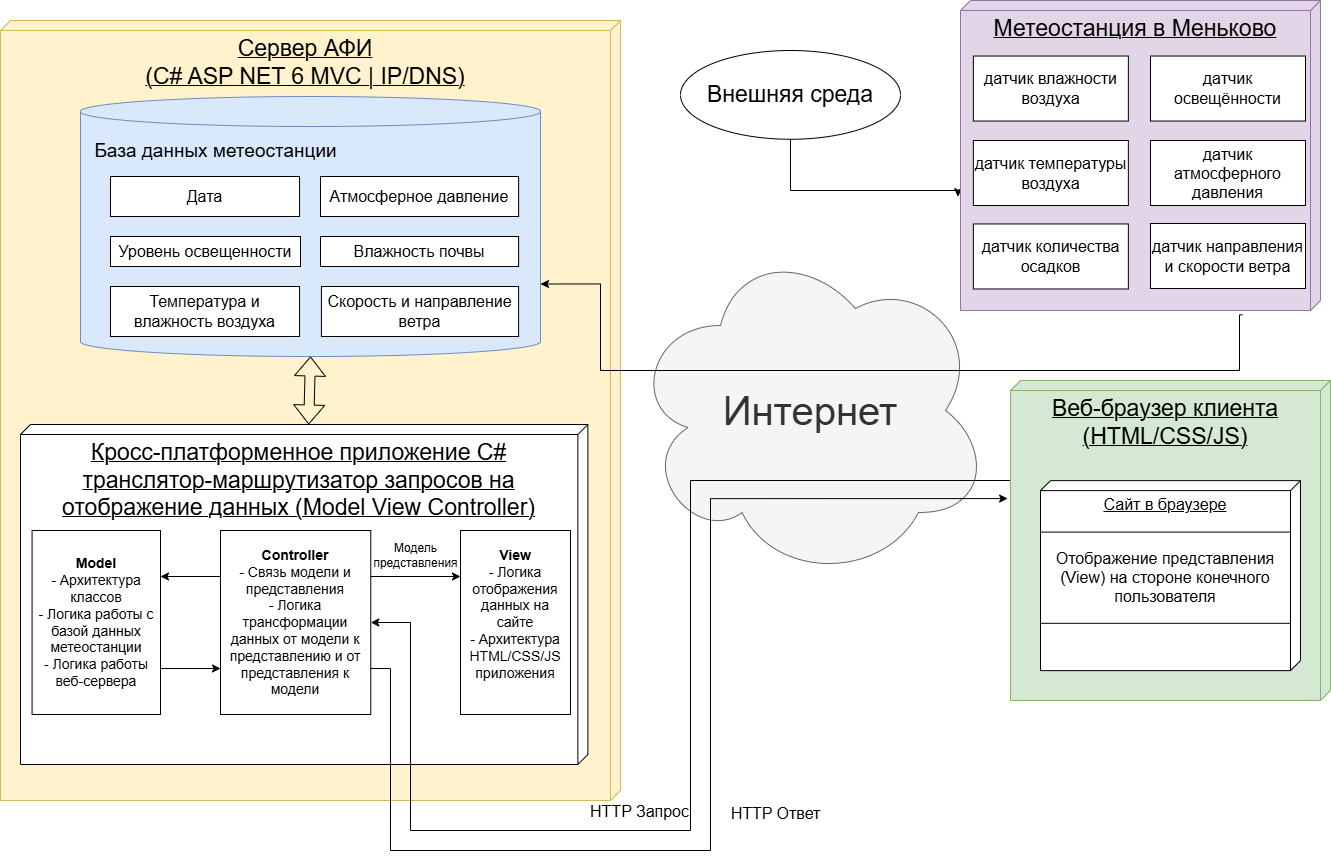 Сервер АФИ
(C# ASP NET 6 MVC | IP/DNS)
База данных метеостанции
Дата
Атмосферное давление
Уровень освещенности
Влажность почвы
Температура и
влажность воздуха
Скорость и направление
ветра
Кросс-платформенное приложение C#
транслятор-маршрутизатор запросов на
отображение данных (Model View Controller)
Model
- Архитектура
классов
- Логика работы с
базой данных
метеостанции
- Логика работы
веб-сервера
Controller
- Связь модели и
представления
- Логика
трансформации
данных от модели к
представлению и от
представления к
модели
Модель
представления
View
- Логика
отображения
данных на
сайте
- Архитектура
HTML/CSS/JS
приложения
Внешняя среда
Метеостанция в Меньково
датчик влажности
воздуха
датчик
освещённости
датчик температуры
воздуха
датчик
атмосферного
давления
датчик количества
осадков
датчик направления
и скорости ветра
Интернет
Веб-браузер клиента
(HTML/CSS/JS)
Сайт в браузере
Отображение представления
(View) на стороне конечного
пользователя
HTTP Запрос
HTTP Ответ